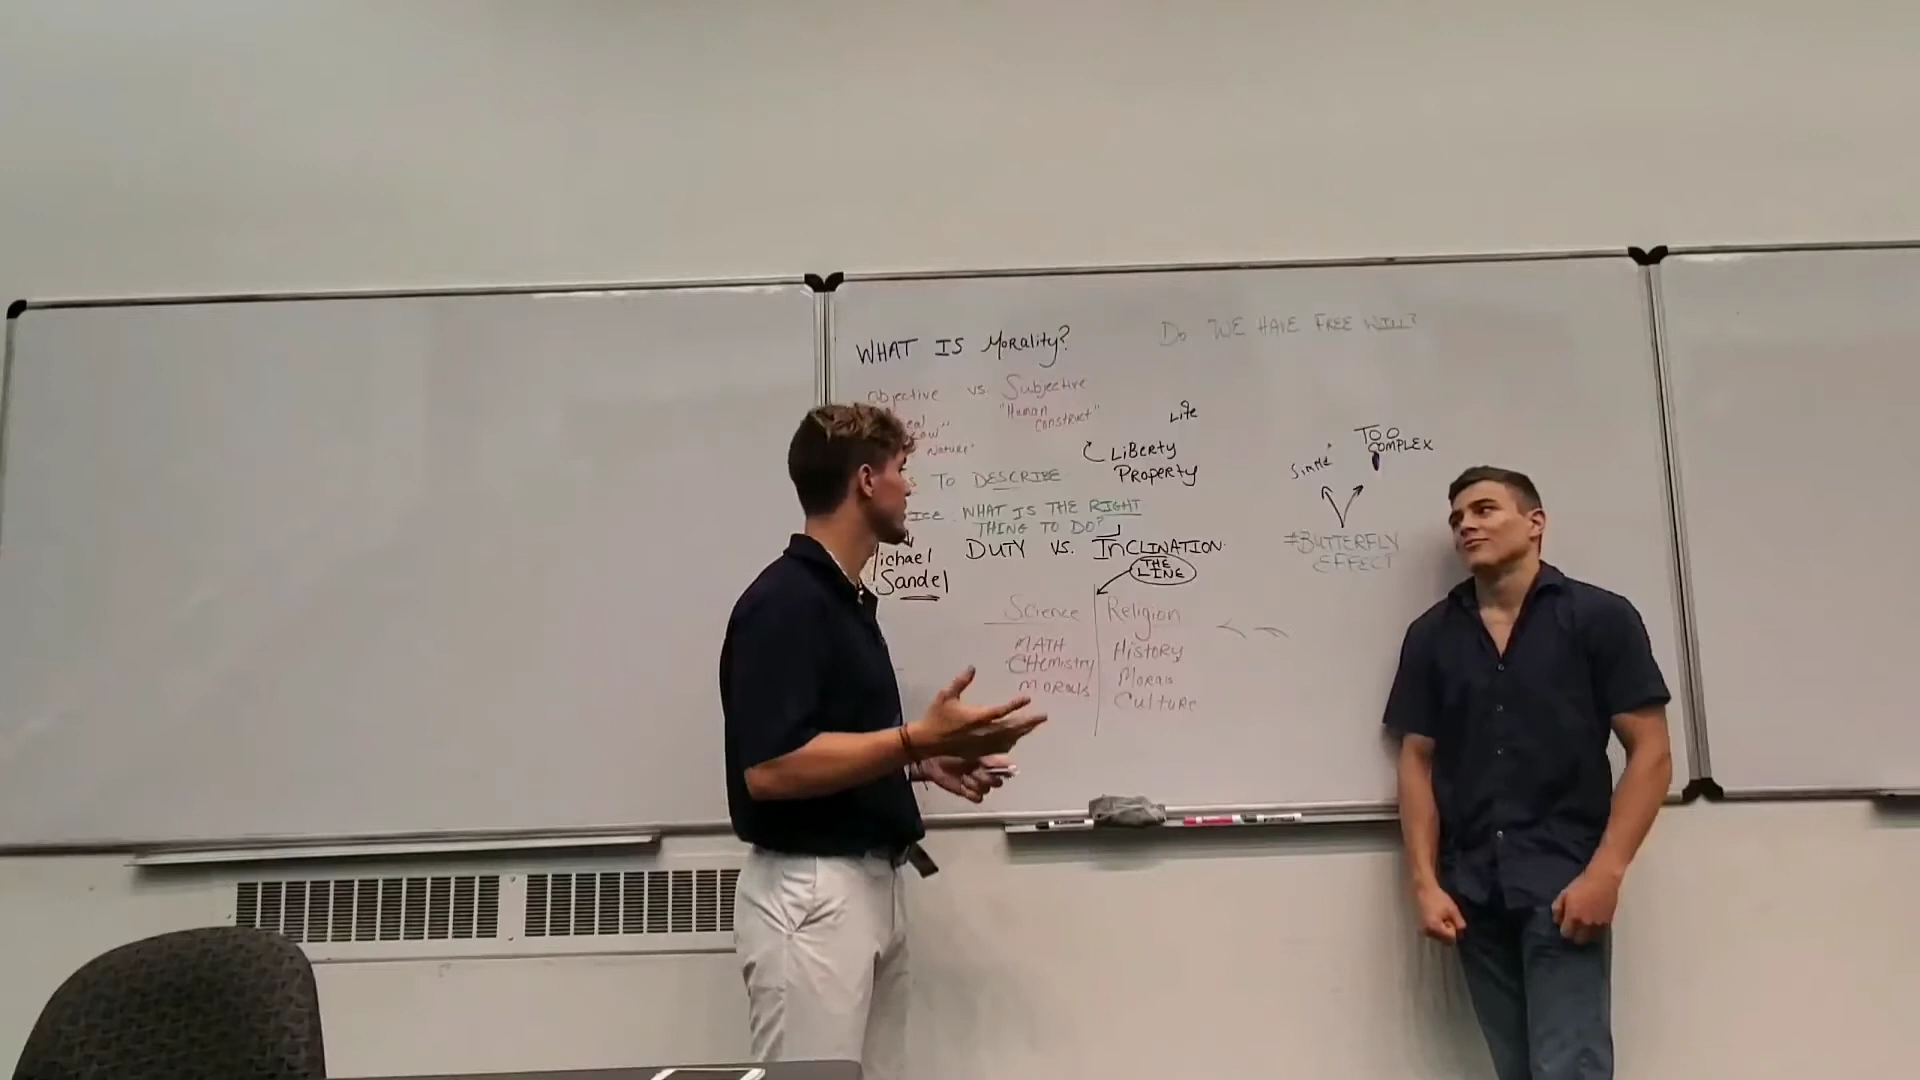 WHAT IS Morality?
Do WE HAVE FREE WILL?
Objective vs. Subjective
"Human
Construct"
Nature"
Life
Liberty
Property
TO DESCRIBE
WHAT IS THE RIGHT
THING TO DO?
Michael
Sandel
DUTY vs. INCLINATION
THE
LINE
Science
MATH
CHemistry
Morals
Religion
History
Morals
Culture
Simple
TOO
COMPLEX
#BUTTERFLY
EFFECT